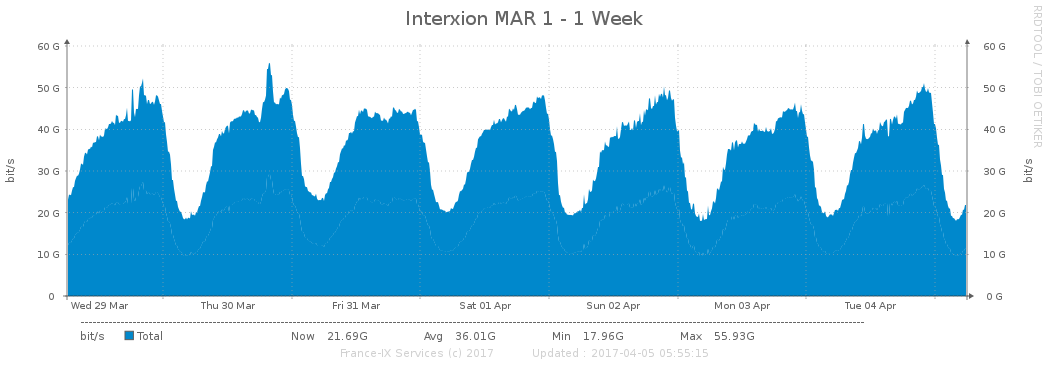 Interxion MAR 1 - 1 Week
RRDTOOL / TOBI OETIKER
60 G 60 G
50 G 50 G
40 G 40 G
30 G 30 G
20 G 20 G
10 G 10 G
0 0 G
bit/s
bit/s
Wed 29 Mar Thu 30 Mar Fri 31 Mar Sat 01 Apr Sun 02 Apr Mon 03 Apr Tue 04 Apr
bit/s Total Now 21.69G Avg 36.01G Min 17.96G Max 55.93G
France-IX Services (c) 2017 Updated : 2017-04-05 05:55:15